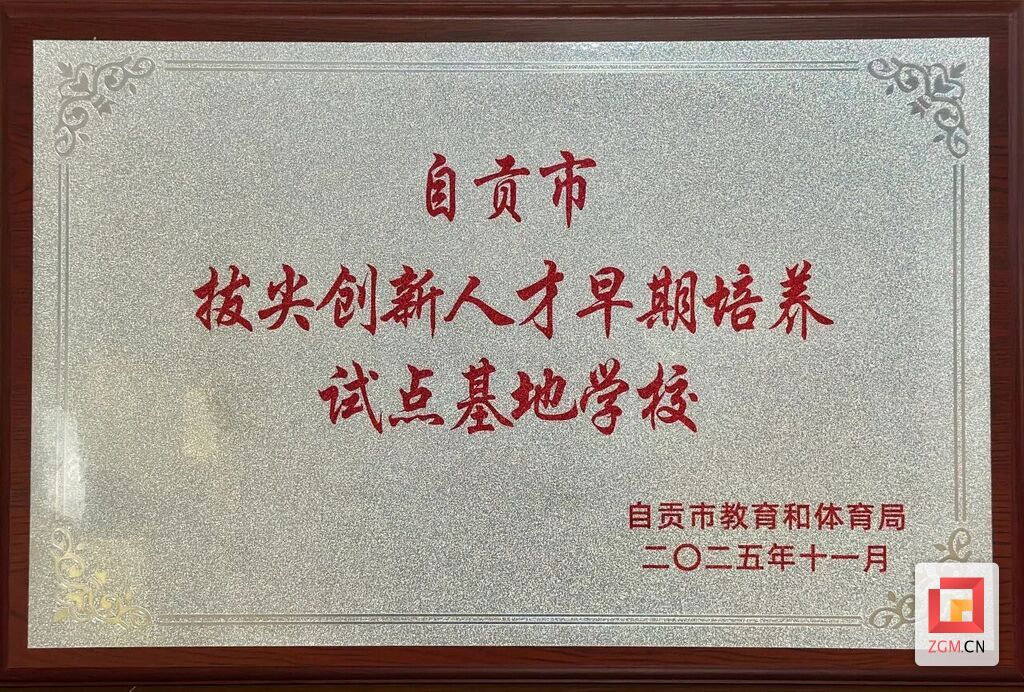 自贡市
拔尖创新人才早期培养
试点基地学校
自贡市教育和体育局
二〇二五年十一月
ZGM.CN